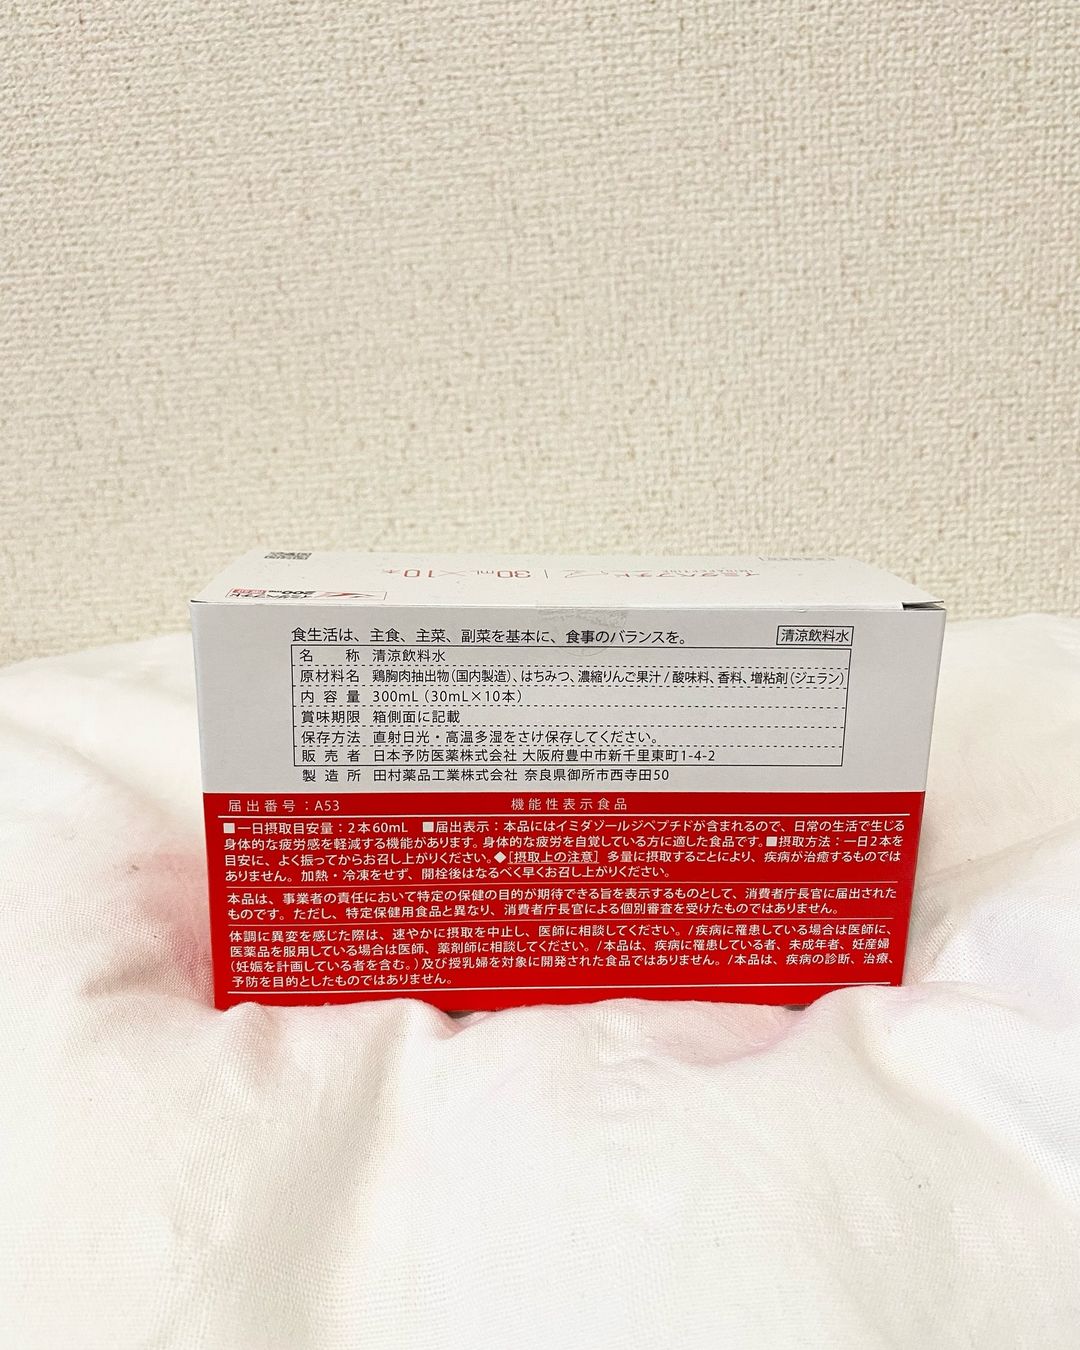 イミダペプチド
30mL×10本
イミダペプチド
200mg
食生活は、主食、主菜、副菜を基本に、食事のバランスを。
清涼飲料水
名 称 清涼飲料水
原材料名 鶏胸肉抽出物（国内製造）、はちみつ、濃縮りんご果汁 / 酸味料、香料、増粘剤（ジェラン）
内 容 量 300mL（30mL×10本）
賞味期限 箱側面に記載
保存方法 直射日光・高温多湿をさけ保存してください。
販 売 者 日本予防医薬株式会社 大阪府豊中市新千里東町1-4-2
製 造 所 田村薬品工業株式会社 奈良県御所市西寺田50
届出番号：A53 機能性表示食品
■一日摂取目安量：2本60mL ■届出表示：本品にはイミダゾールジペプチドが含まれるので、日常の生活で生じる
身体的な疲労感を軽減する機能があります。身体的な疲労を自覚している方に適した食品です。■摂取方法：一日2本を
目安に、よく振ってからお召し上がりください。◆[摂取上の注意] 多量に摂取することにより、疾病が治癒するものでは
ありません。加熱・冷凍をせず、開栓後はなるべく早くお召し上がりください。
本品は、事業者の責任において特定の保健の目的が期待できる旨を表示するものとして、消費者庁長官に届出された
ものです。ただし、特定保健用食品と異なり、消費者庁長官による個別審査を受けたものではありません。
体調に異変を感じた際は、速やかに摂取を中止し、医師に相談してください。/疾病に罹患している場合は医師に、
医薬品を服用している場合は医師、薬剤師に相談してください。/本品は、疾病に罹患している者、未成年者、妊産婦
（妊娠を計画している者を含む。）及び授乳婦を対象に開発された食品ではありません。/本品は、疾病の診断、治療、
予防を目的としたものではありません。